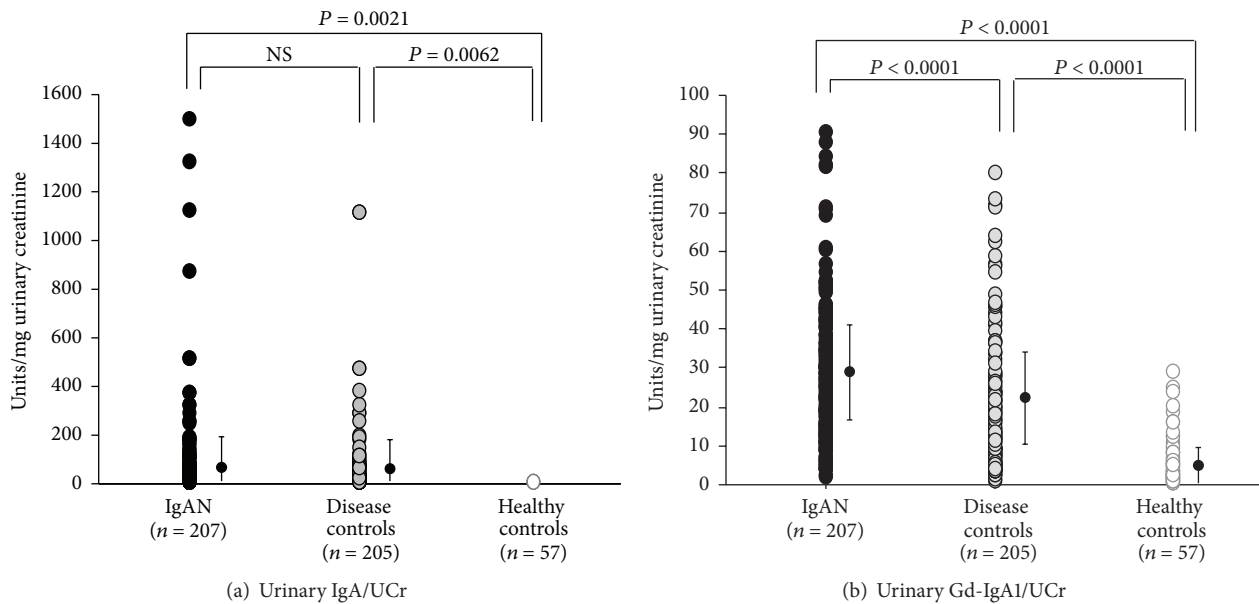 P = 0.0021
NS
P = 0.0062
Units/mg urinary creatinine
1600
1400
1200
1000
800
600
400
200
0
IgAN
(n = 207)
Disease
controls
(n = 205)
Healthy
controls
(n = 57)
(a) Urinary IgA/UCr
P < 0.0001
P < 0.0001
P < 0.0001
Units/mg urinary creatinine
100
90
80
70
60
50
40
30
20
10
0
IgAN
(n = 207)
Disease
controls
(n = 205)
Healthy
controls
(n = 57)
(b) Urinary Gd-IgA1/UCr